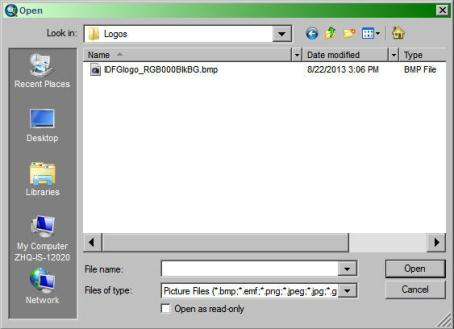 Open
Look in: Logos
Name Date modified Type
IDFGlogo_RGB000BlkBG.bmp 8/22/2013 3:06 PM BMP File
Recent Places
Desktop
Libraries
My Computer
ZHQ-IS-12020
Network
File name: Open
Files of type: Picture Files (*.bmp;*.emf;*.png;*.jpeg;*.jpg;*.g Cancel
Open as read-only